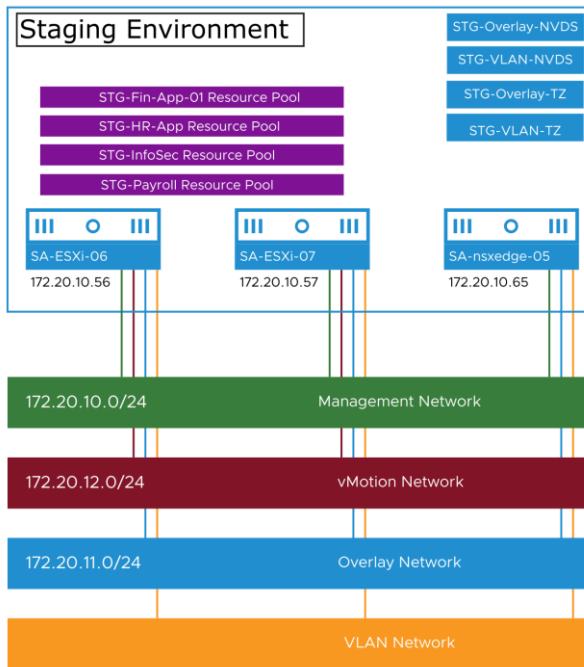 Staging Environment
STG-Overlay-NVDS
STG-VLAN-NVDS
STG-Overlay-TZ
STG-VLAN-TZ
STG-Fin-App-01 Resource Pool
STG-HR-App Resource Pool
STG-InfoSec Resource Pool
STG-Payroll Resource Pool
SA-ESXi-06
SA-ESXi-07
SA-nsxedge-05
172.20.10.56
172.20.10.57
172.20.10.65
172.20.10.0/24 Management Network
172.20.12.0/24 vMotion Network
172.20.11.0/24 Overlay Network
VLAN Network